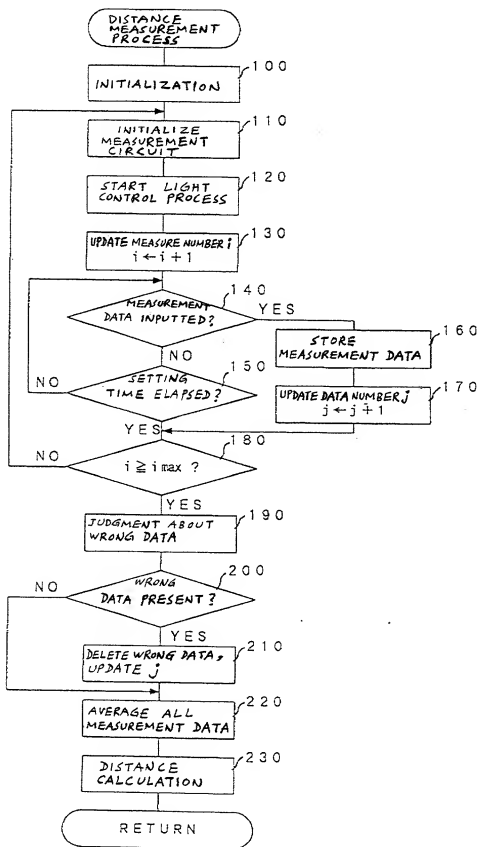 DISTANCE
MEASUREMENT
PROCESS
100
INITIALIZATION
110
INITIALIZE
MEASUREMENT
CIRCUIT
120
START LIGHT
CONTROL PROCESS
130
UPDATE MEASURE NUMBER i
i ← i + 1
140
MEASUREMENT
DATA INPUTTED?
YES
160
STORE
MEASUREMENT DATA
NO
150
SETTING
TIME ELAPSED?
NO
170
UPDATE DATA NUMBER j
j ← j + 1
YES
180
i ≧ i max ?
NO
YES
190
JUDGMENT ABOUT
WRONG DATA
200
WRONG
DATA PRESENT?
NO
YES
210
DELETE WRONG DATA,
UPDATE j
220
AVERAGE ALL
MEASUREMENT DATA
230
DISTANCE
CALCULATION
RETURN